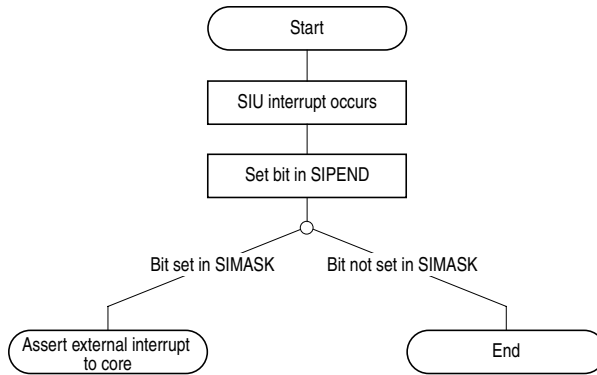 Start
SIU interrupt occurs
Set bit in SIPEND
Bit set in SIMASK
Bit not set in SIMASK
Assert external interrupt
to core
End